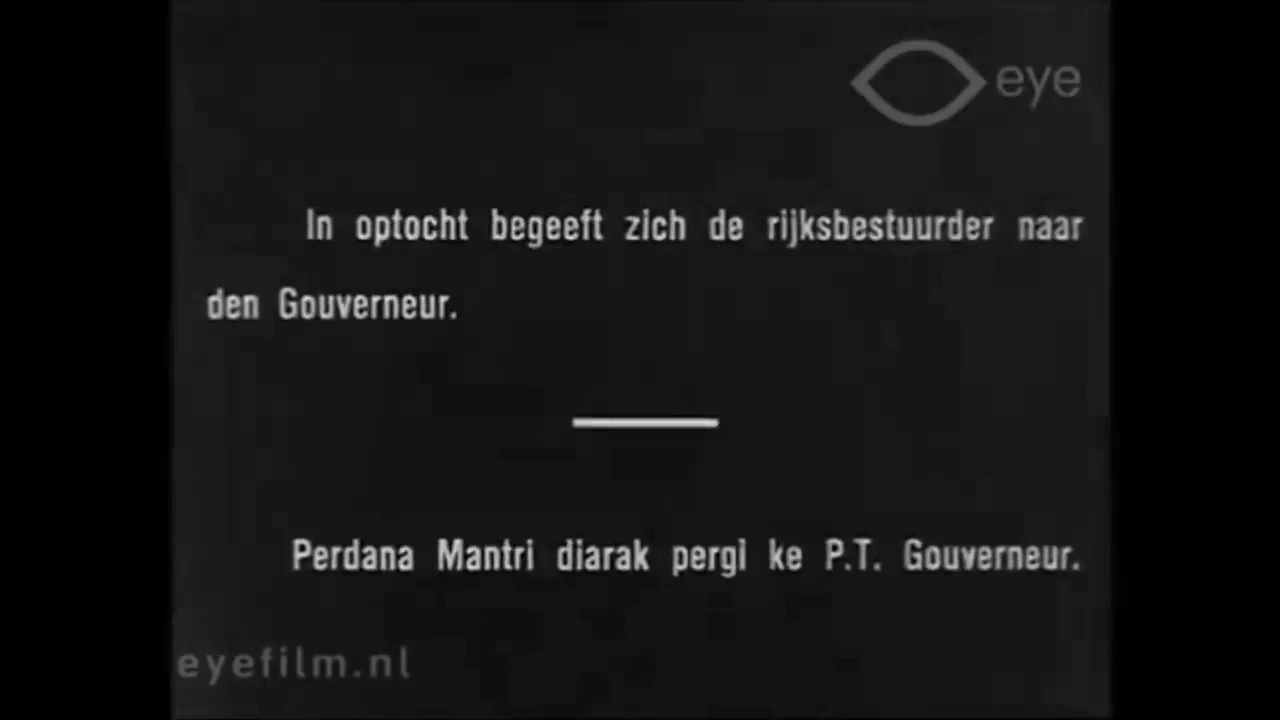 eye
In optocht begeeft zich de rijksbestuurder naar
den Gouverneur.
Perdana Mantri diarak pergi ke P.T. Gouverneur.
eyefilm.nl